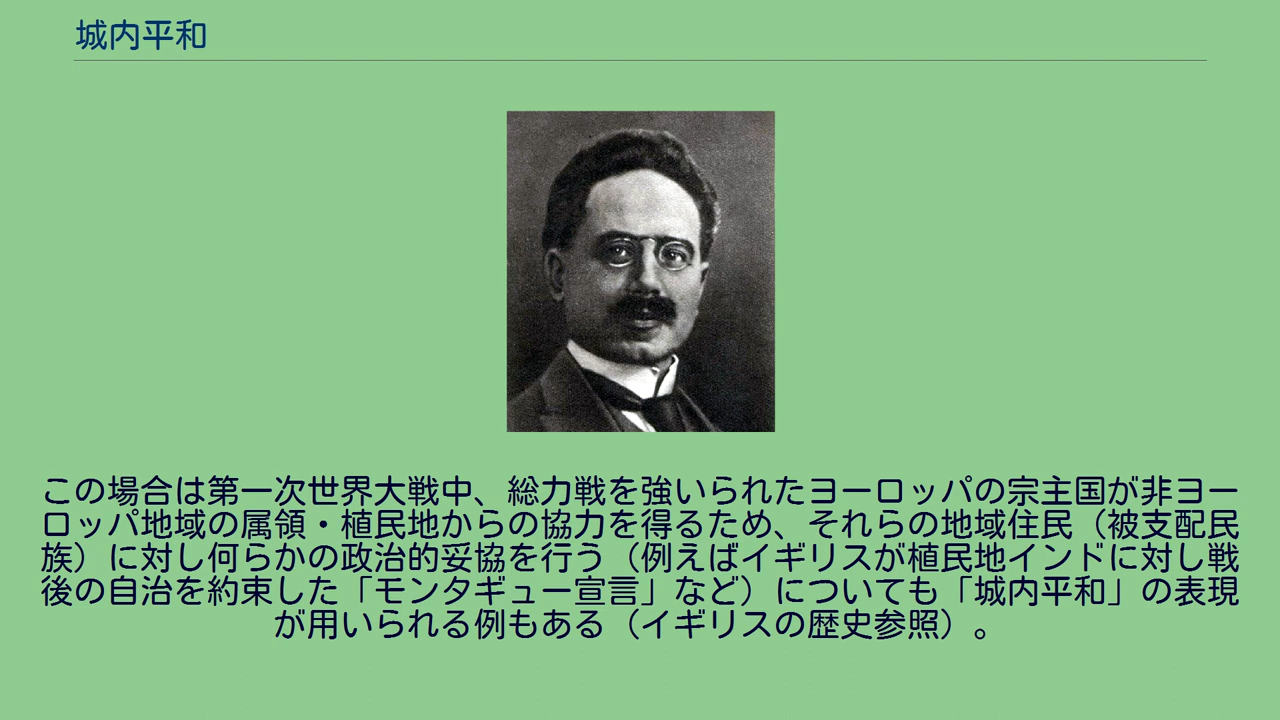 城内平和
この場合は第一次世界大戦中、総力戦を強いられたヨーロッパの宗主国が非ヨー
ロッパ地域の属領・植民地からの協力を得るため、それらの地域住民（被支配民
族）に対し何らかの政治的妥協を行う（例えばイギリスが植民地インドに対し戦
後の自治を約束した「モンタギュー宣言」など）についても「城内平和」の表現
が用いられる例もある（イギリスの歴史参照）。